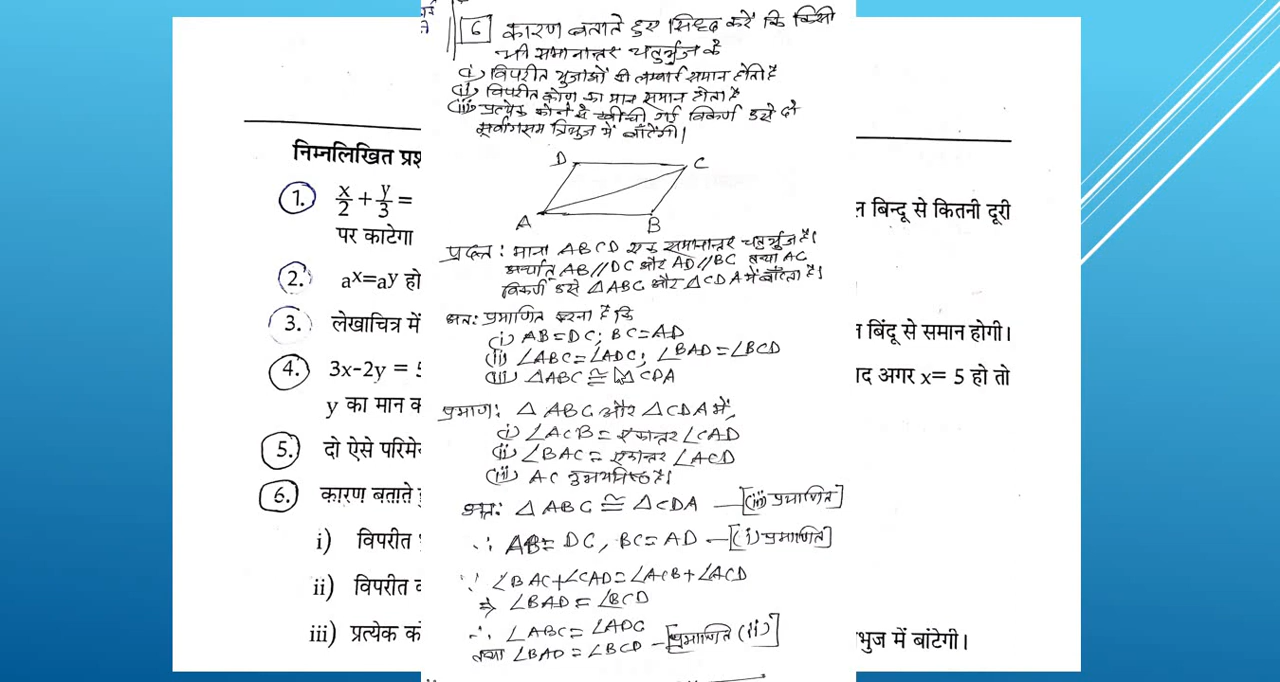 6 कारण बताते हुए सिध्द करें कि किसी
भी समानान्तर चतुर्भुज के
(i) विपरीत भुजाओं की लम्बाई समान होती है
(ii) विपरीत कोण का मान समान होता है
(iii) प्रत्येक कोने से खींची गई विकर्ण उसे दो
सर्वांगसम त्रिभुज में बाँटेगी।
D C
A B
प्रदत्त: माना ABCD एक समानान्तर चतुर्भुज है।
अर्थात् AB//DC और AD//BC तथा AC
विकर्ण उसे △ABC और △CDA में बाँटता है।
अतः प्रमाणित करना है कि
(i) AB=DC; BC=AD
(ii) ∠ABC=∠ADC; ∠BAD=∠BCD
(iii) △ABC ≅ △CDA
प्रमाण: △ABC और △CDA में,
(i) ∠ACB = एकान्तर ∠CAD
(ii) ∠BAC = एकान्तर ∠ACD
(iii) AC उभयनिष्ठ है।
अतः △ABC ≅ △CDA —[(iii) प्रमाणित]
∴ AB=DC, BC=AD —[(i) प्रमाणित]
∵ ∠BAC+∠CAD=∠ACB+∠ACD
⇒ ∠BAD=∠BCD
∴ ∠ABC=∠ADC
तथा ∠BAD=∠BCD —[प्रमाणित (ii)]
निम्नलिखित प्रश
1. x/2 + y/3 = ल बिन्दू से कितनी दूरी
पर काटेगा
2. aˣ=aʸ हो
3. लेखाचित्र में न बिंदू से समान होगी।
4. 3x-2y = 5 ाद अगर x= 5 हो तो
y का मान व
5. दो ऐसे परिमे
6. कारण बताते हु
i) विपरीत
ii) विपरीत व
iii) प्रत्येक को भुज में बांटेगी।